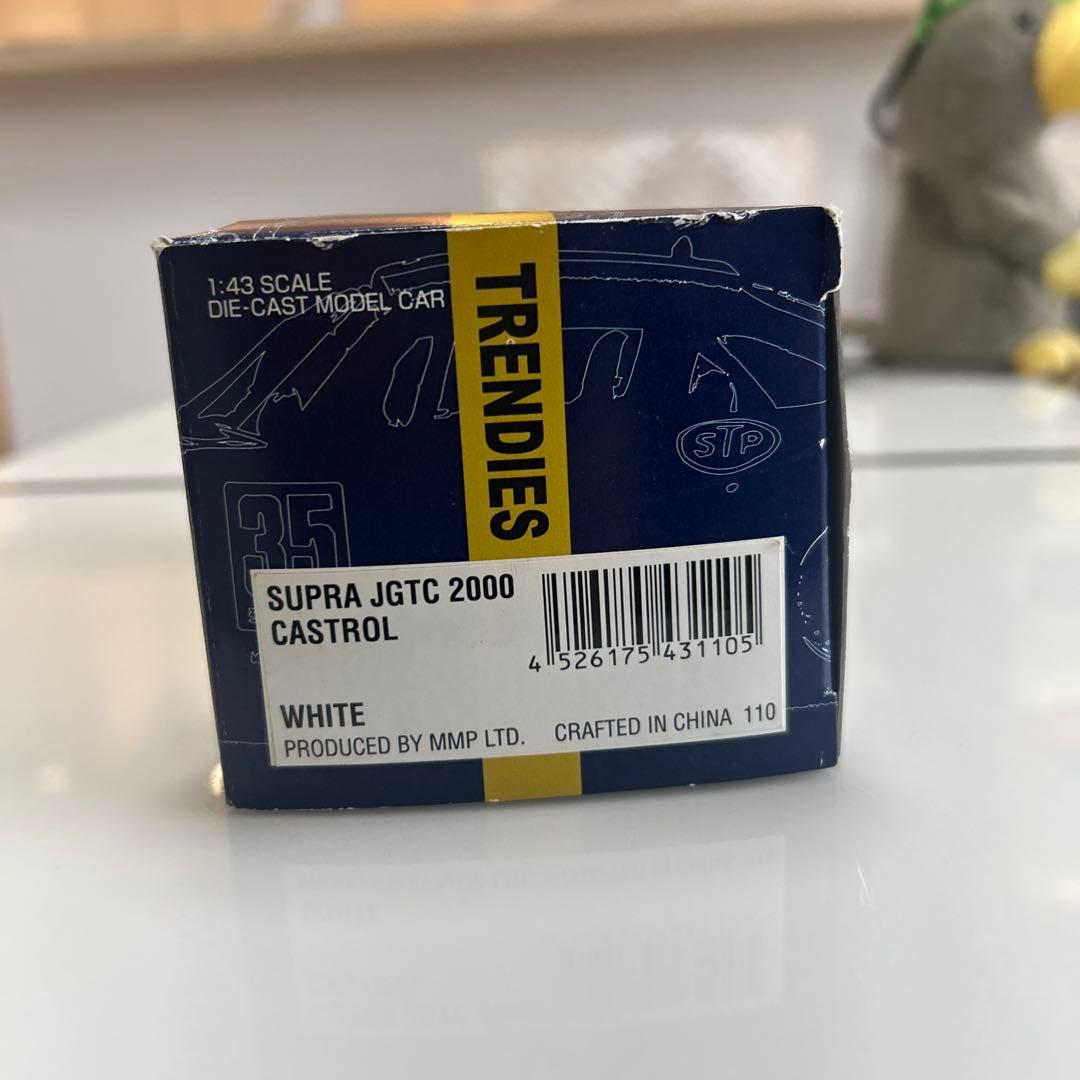 1:43 SCALE
DIE-CAST MODEL CAR
TRENDIES
STP
35
SUPRA JGTC 2000
CASTROL
4 526175 431105
WHITE
PRODUCED BY MMP LTD.
CRAFTED IN CHINA 110